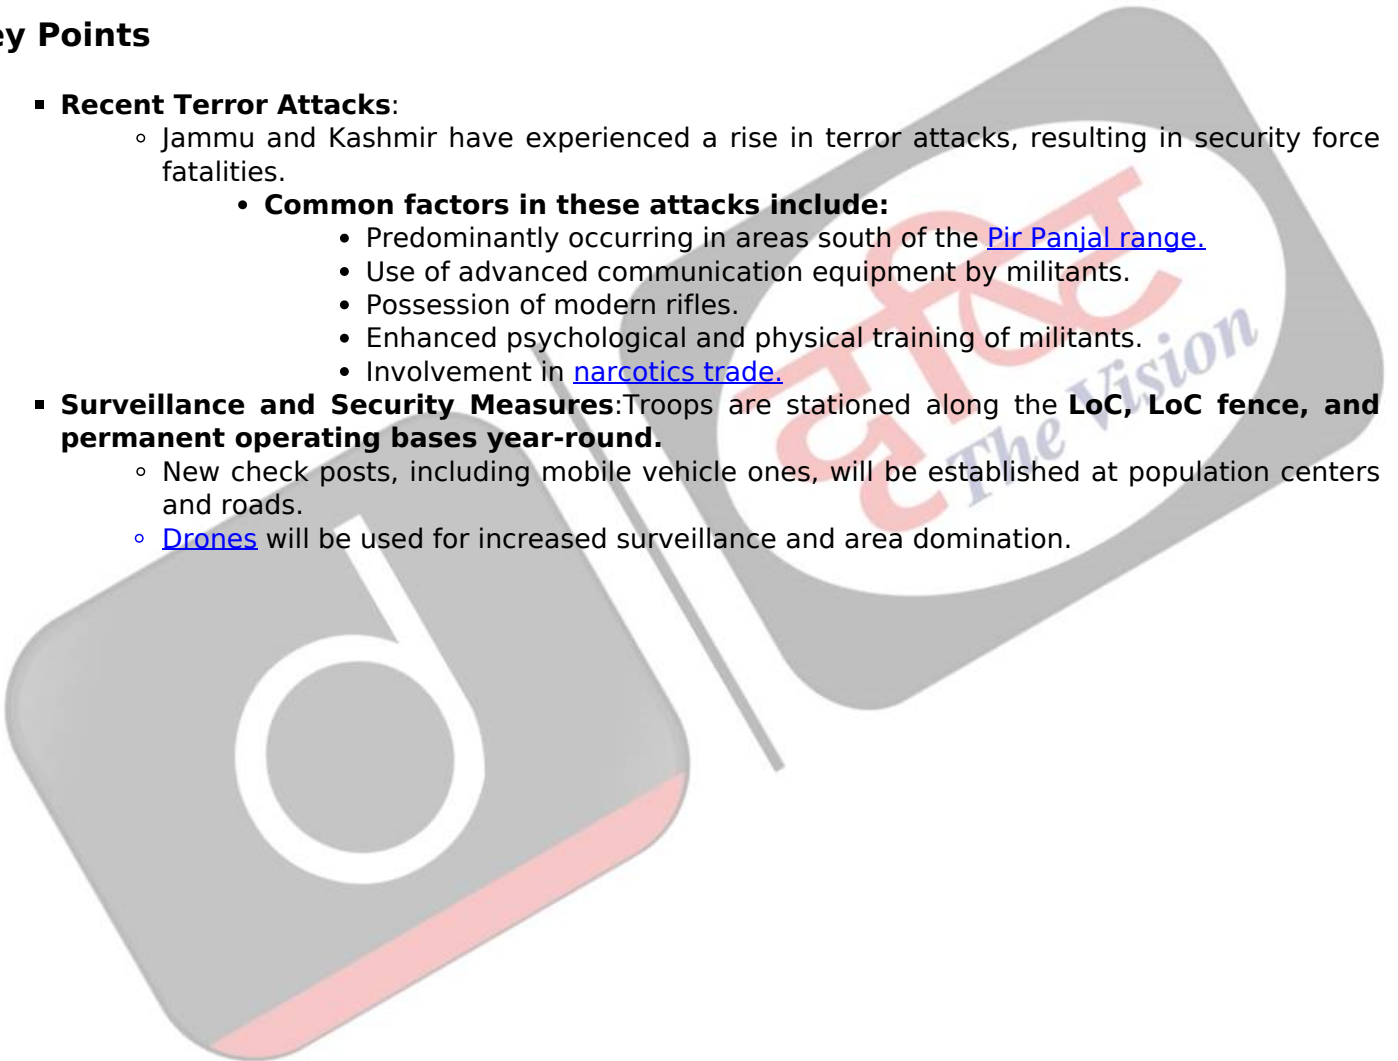 ey Points
▪ Recent Terror Attacks:
◦ Jammu and Kashmir have experienced a rise in terror attacks, resulting in security force
fatalities.
• Common factors in these attacks include:
• Predominantly occurring in areas south of the Pir Panjal range.
• Use of advanced communication equipment by militants.
• Possession of modern rifles.
• Enhanced psychological and physical training of militants.
• Involvement in narcotics trade.
▪ Surveillance and Security Measures:Troops are stationed along the LoC, LoC fence, and
permanent operating bases year-round.
◦ New check posts, including mobile vehicle ones, will be established at population centers
and roads.
◦ Drones will be used for increased surveillance and area domination.
d
दृष्टि
The Vision